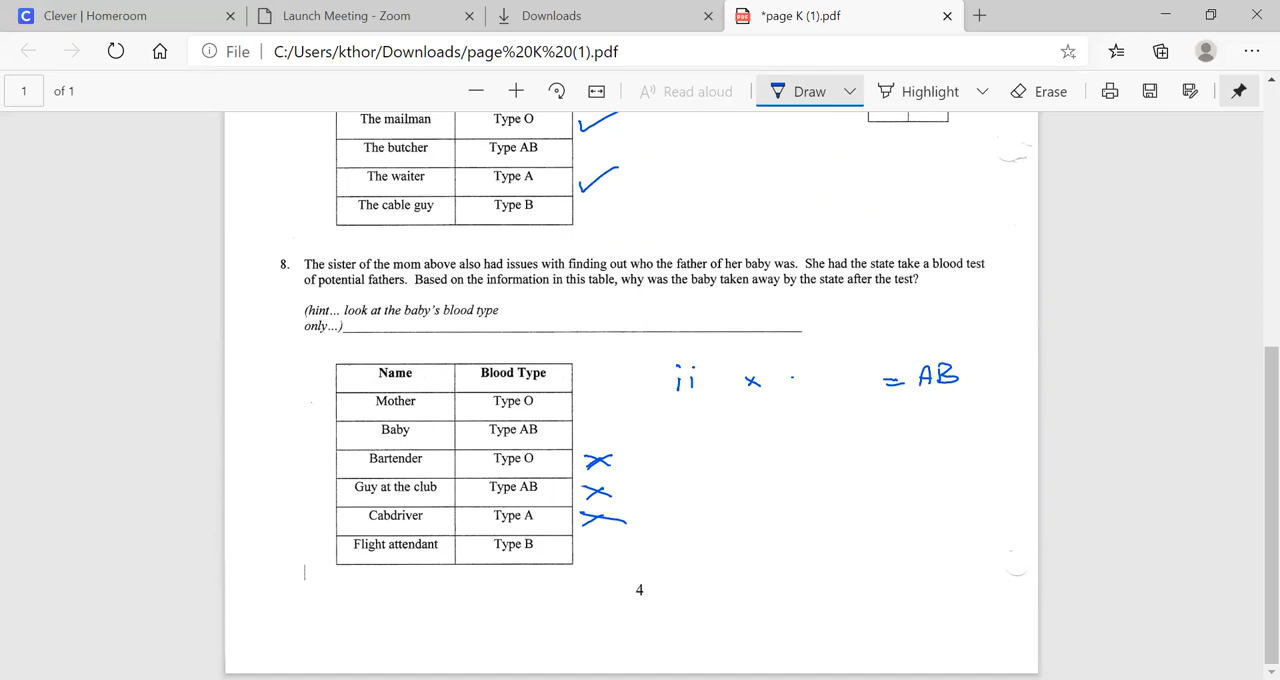 Clever | Homeroom
Launch Meeting - Zoom
Downloads
*page K (1).pdf
File
C:/Users/kthor/Downloads/page%20K%20(1).pdf
1 of 1
Read aloud
Draw
Highlight
Erase
The mailman Type O
The butcher Type AB
The waiter Type A
The cable guy Type B
8. The sister of the mom above also had issues with finding out who the father of her baby was. She had the state take a blood test
of potential fathers. Based on the information in this table, why was the baby taken away by the state after the test?
(hint... look at the baby's blood type
only...)
Name Blood Type
ii x = AB
Mother Type O
Baby Type AB
Bartender Type O
Guy at the club Type AB
Cabdriver Type A
Flight attendant Type B
4